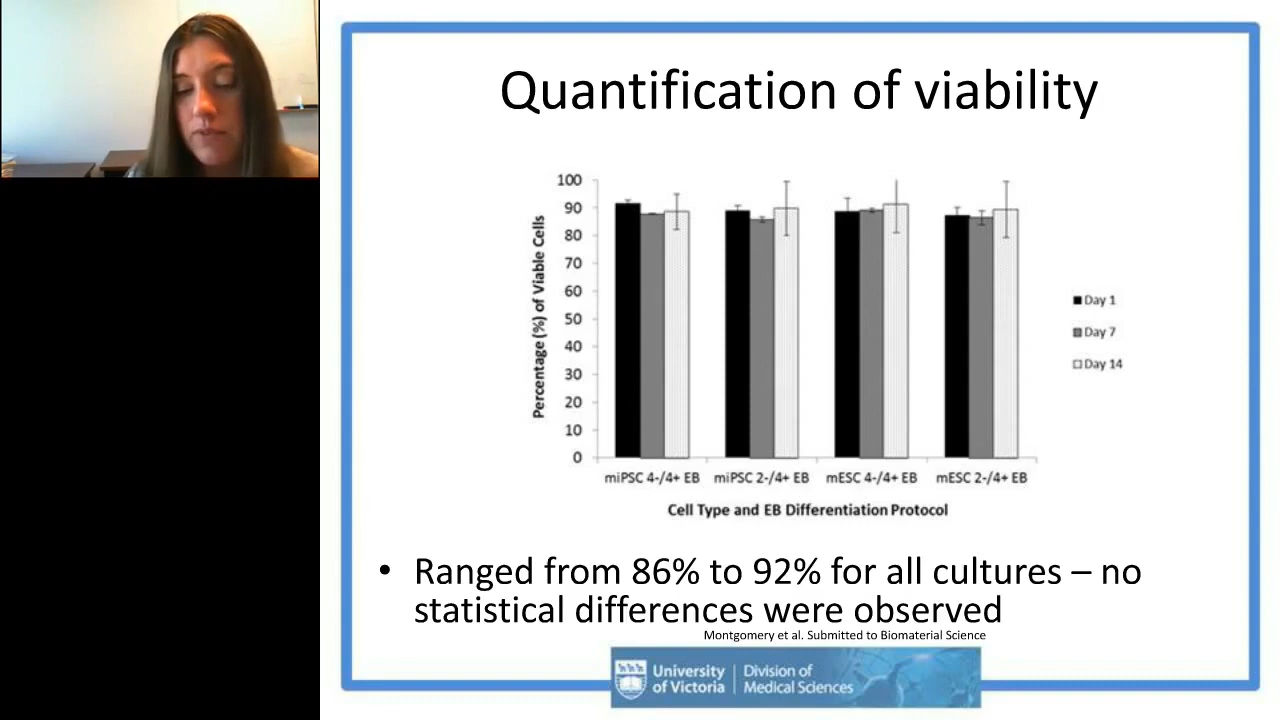 Quantification of viability
Percentage (%) of Viable Cells
100
90
80
70
60
50
40
30
20
10
0
miPSC 4-/4+ EB
miPSC 2-/4+ EB
mESC 4-/4+ EB
mESC 2-/4+ EB
Cell Type and EB Differentiation Protocol
Day 1
Day 7
Day 14
• Ranged from 86% to 92% for all cultures – no
statistical differences were observed
Montgomery et al. Submitted to Biomaterial Science
University
of Victoria
Division of
Medical Sciences